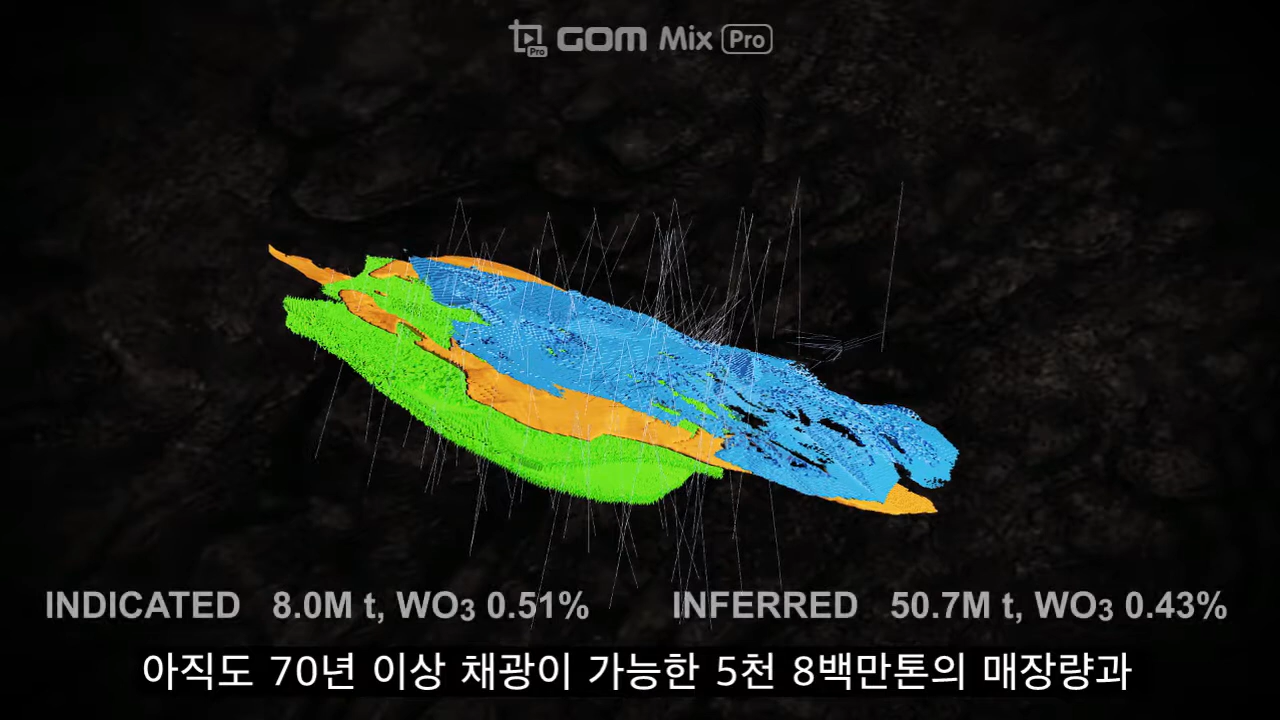 Pro GOM Mix Pro
INDICATED 8.0M t, WO3 0.51% INFERRED 50.7M t, WO3 0.43%
아직도 70년 이상 채광이 가능한 5천 8백만톤의 매장량과